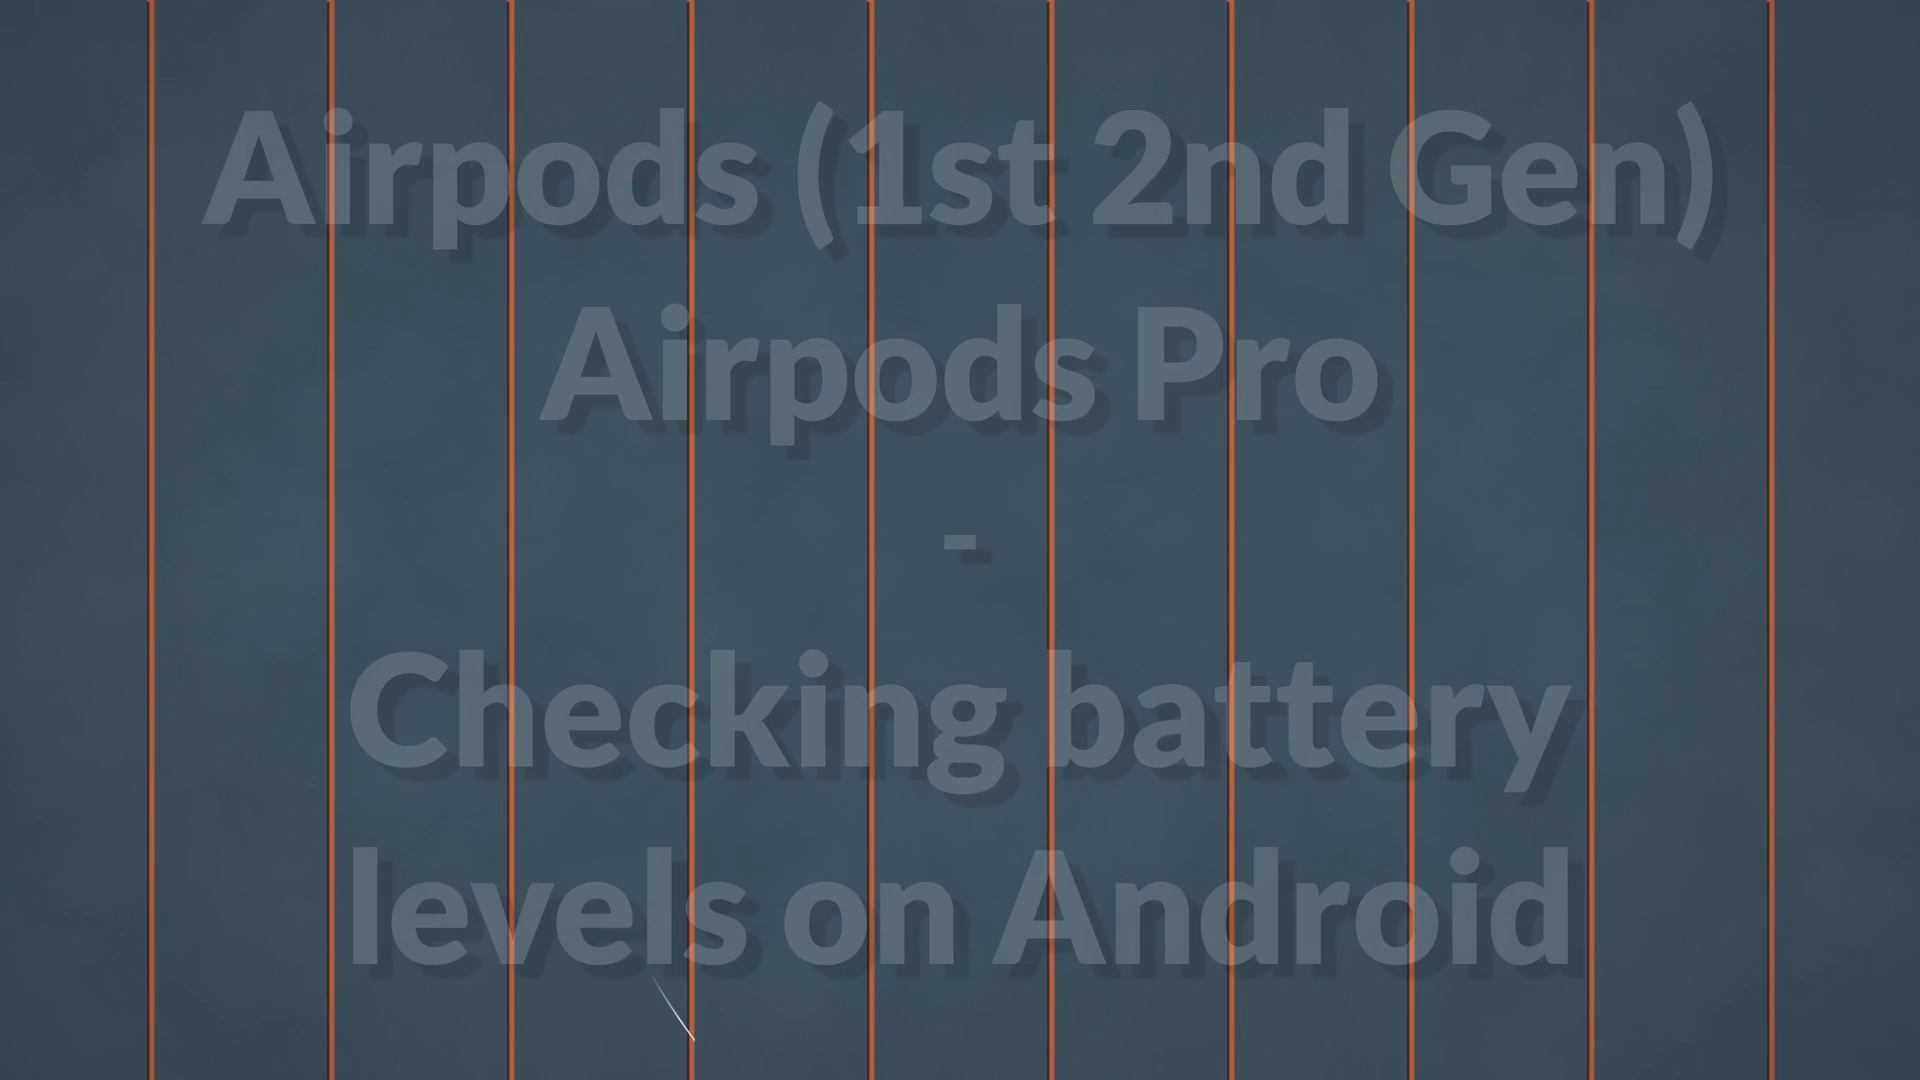 Airpods (1st 2nd Gen)
Airpods Pro
-
Checking battery
levels on Android